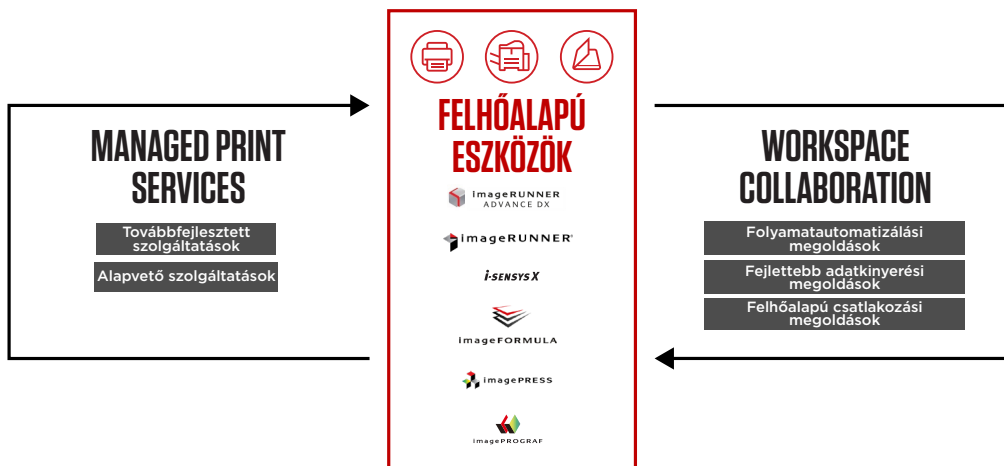 MANAGED PRINT
SERVICES
Továbbfejlesztett
szolgáltatások
Alapvető szolgáltatások
FELHŐALAPÚ
ESZKÖZÖK
imageRUNNER
ADVANCE DX
imageRUNNER®
i-SENSYS X
imageFORMULA
imagePRESS
imagePROGRAF
WORKSPACE
COLLABORATION
Folyamatautomatizálási
megoldások
Fejlettebb adatkinyerési
megoldások
Felhőalapú csatlakozási
megoldások